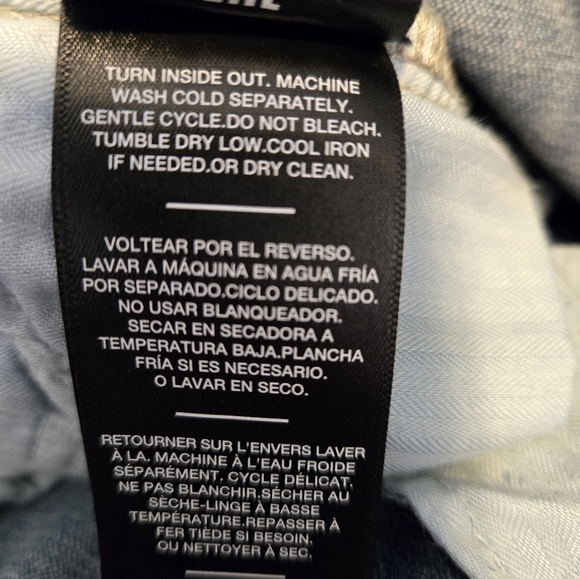 TURN INSIDE OUT. MACHINE
WASH COLD SEPARATELY.
GENTLE CYCLE.DO NOT BLEACH.
TUMBLE DRY LOW.COOL IRON
IF NEEDED.OR DRY CLEAN.
VOLTEAR POR EL REVERSO.
LAVAR A MÁQUINA EN AGUA FRÍA
POR SEPARADO.CICLO DELICADO.
NO USAR BLANQUEADOR.
SECAR EN SECADORA A
TEMPERATURA BAJA.PLANCHA
FRÍA SI ES NECESARIO.
O LAVAR EN SECO.
RETOURNER SUR L'ENVERS LAVER
À LA. MACHINE À L'EAU FROIDE
SÉPARÉMENT. CYCLE DÉLICAT.
NE PAS BLANCHIR.SÉCHER AU
SÈCHE-LINGE À BASSE
TEMPÉRATURE.REPASSER À
FER TIÈDE SI BESOIN.
OU NETTOYER À SEC.